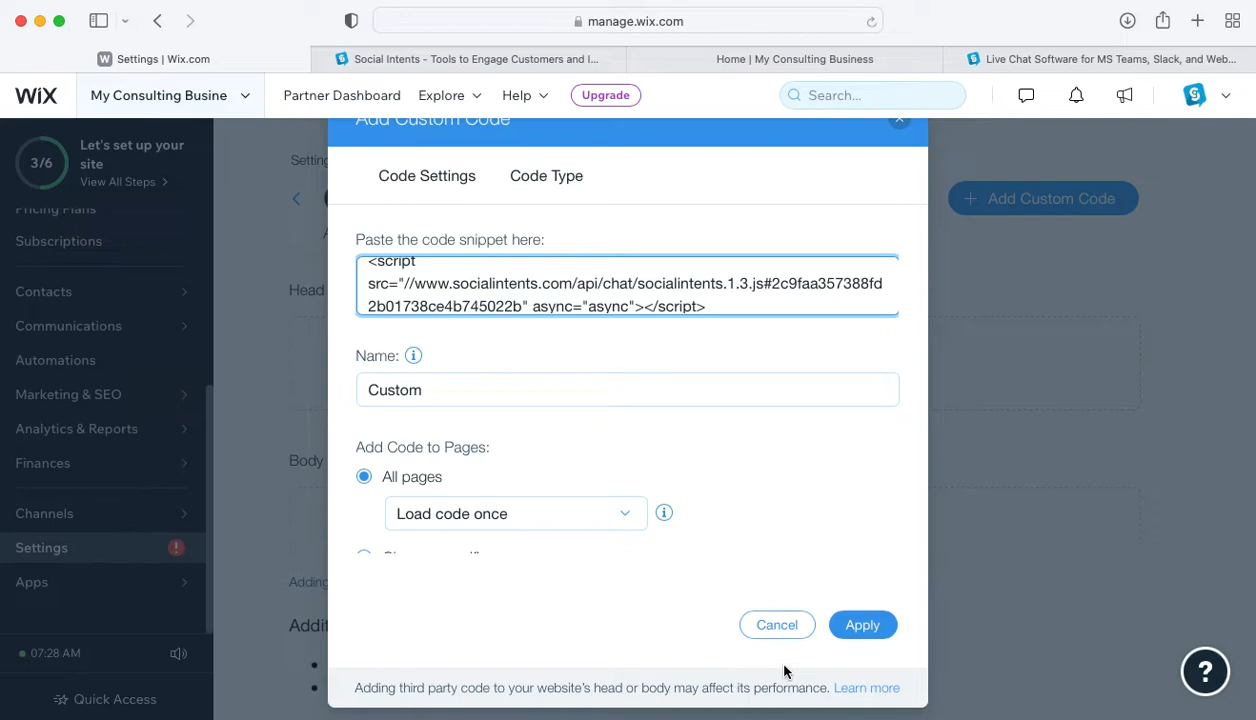 manage.wix.com
Settings | Wix.com
Social Intents - Tools to Engage Customers and I...
Home | My Consulting Business
Live Chat Software for MS Teams, Slack, and Web...
WiX
My Consulting Busine
Partner Dashboard
Explore
Help
Upgrade
Search...
Let's set up your
site
3/6
View All Steps
Pricing Plans
Subscriptions
Contacts
Communications
Automations
Marketing & SEO
Analytics & Reports
Finances
Channels
Settings
Apps
07:28 AM
Quick Access
Add Custom Code
Head
Body
Adding
Add Custom Code
Code Settings
Code Type
Paste the code snippet here:
<script
src="//www.socialintents.com/api/chat/socialintents.1.3.js#2c9faa357388fd
2b01738ce4b745022b" async="async"></script>
Name:
Custom
Add Code to Pages:
All pages
Load code once
Cancel
Apply
Adding third party code to your website's head or body may affect its performance. Learn more
?